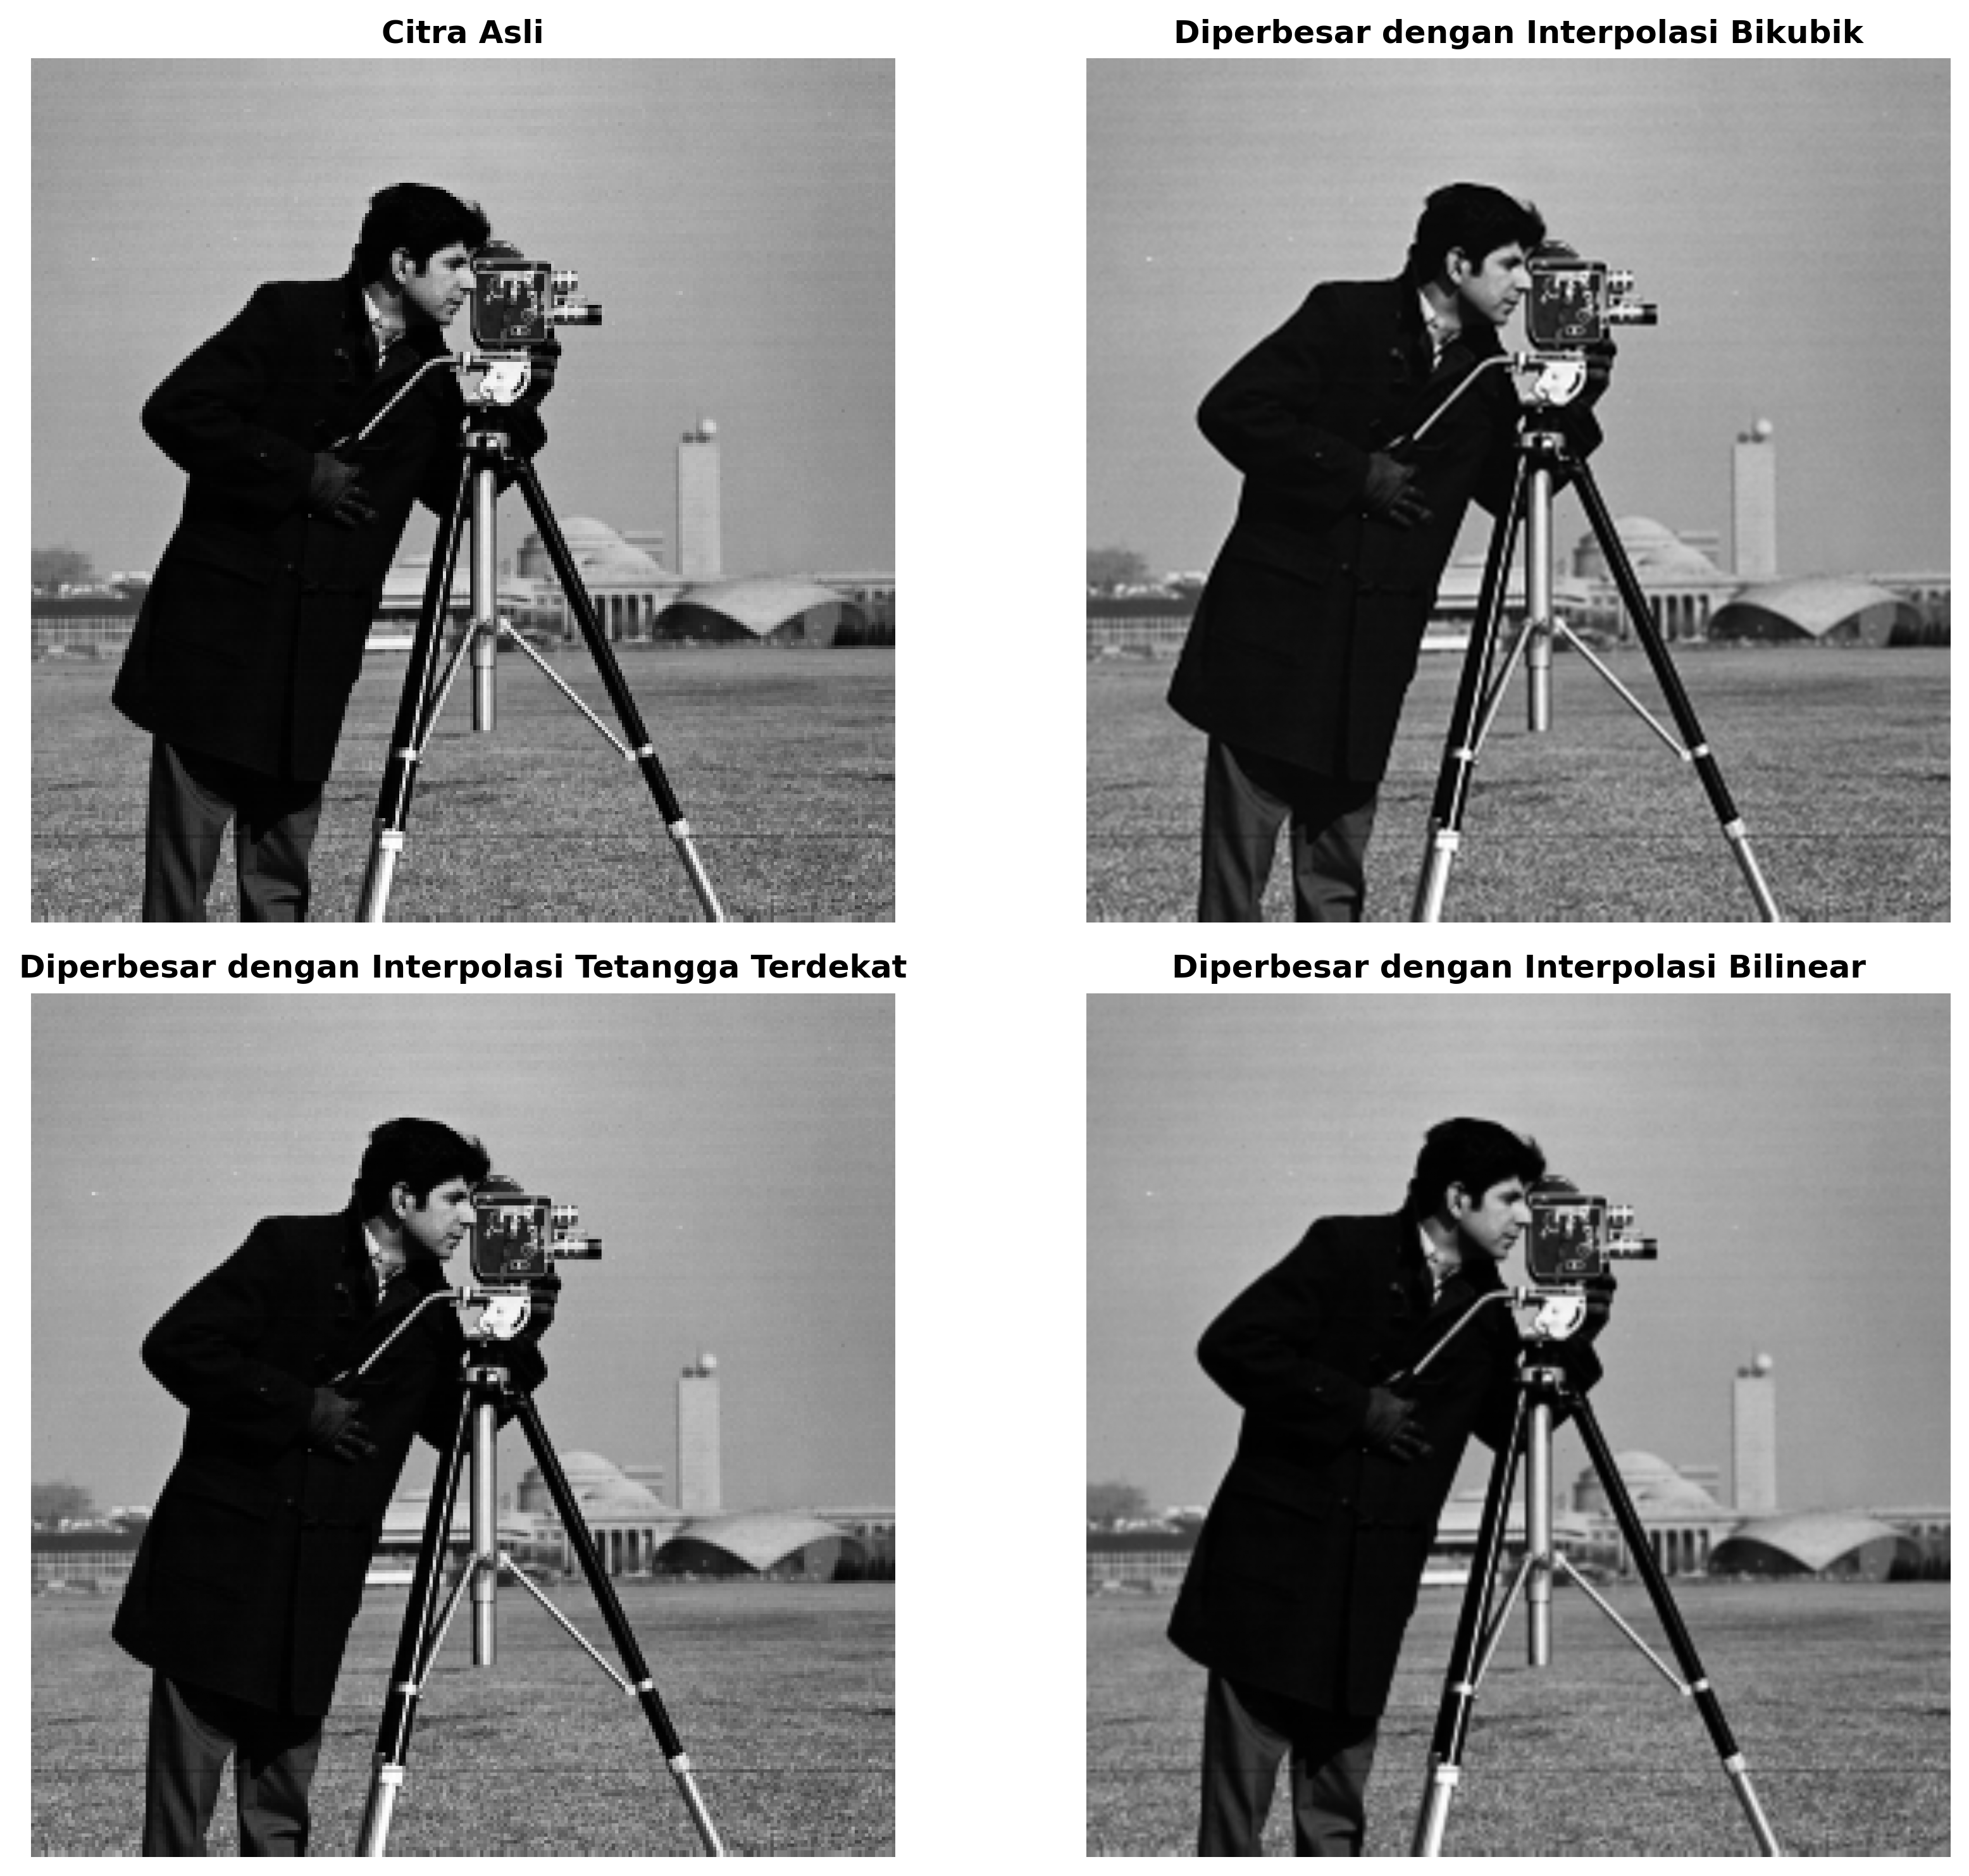 Citra Asli
Diperbesar dengan Interpolasi Bikubik
Diperbesar dengan Interpolasi Tetangga Terdekat
Diperbesar dengan Interpolasi Bilinear